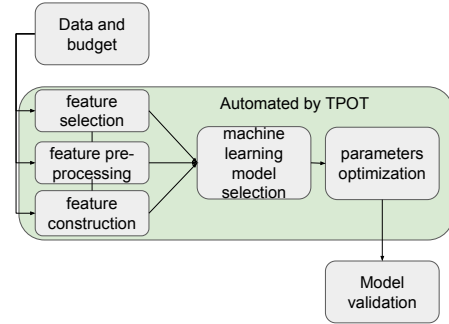 Data and
budget
Automated by TPOT
feature
selection
feature pre-
processing
feature
construction
machine
learning
model
selection
parameters
optimization
Model
validation